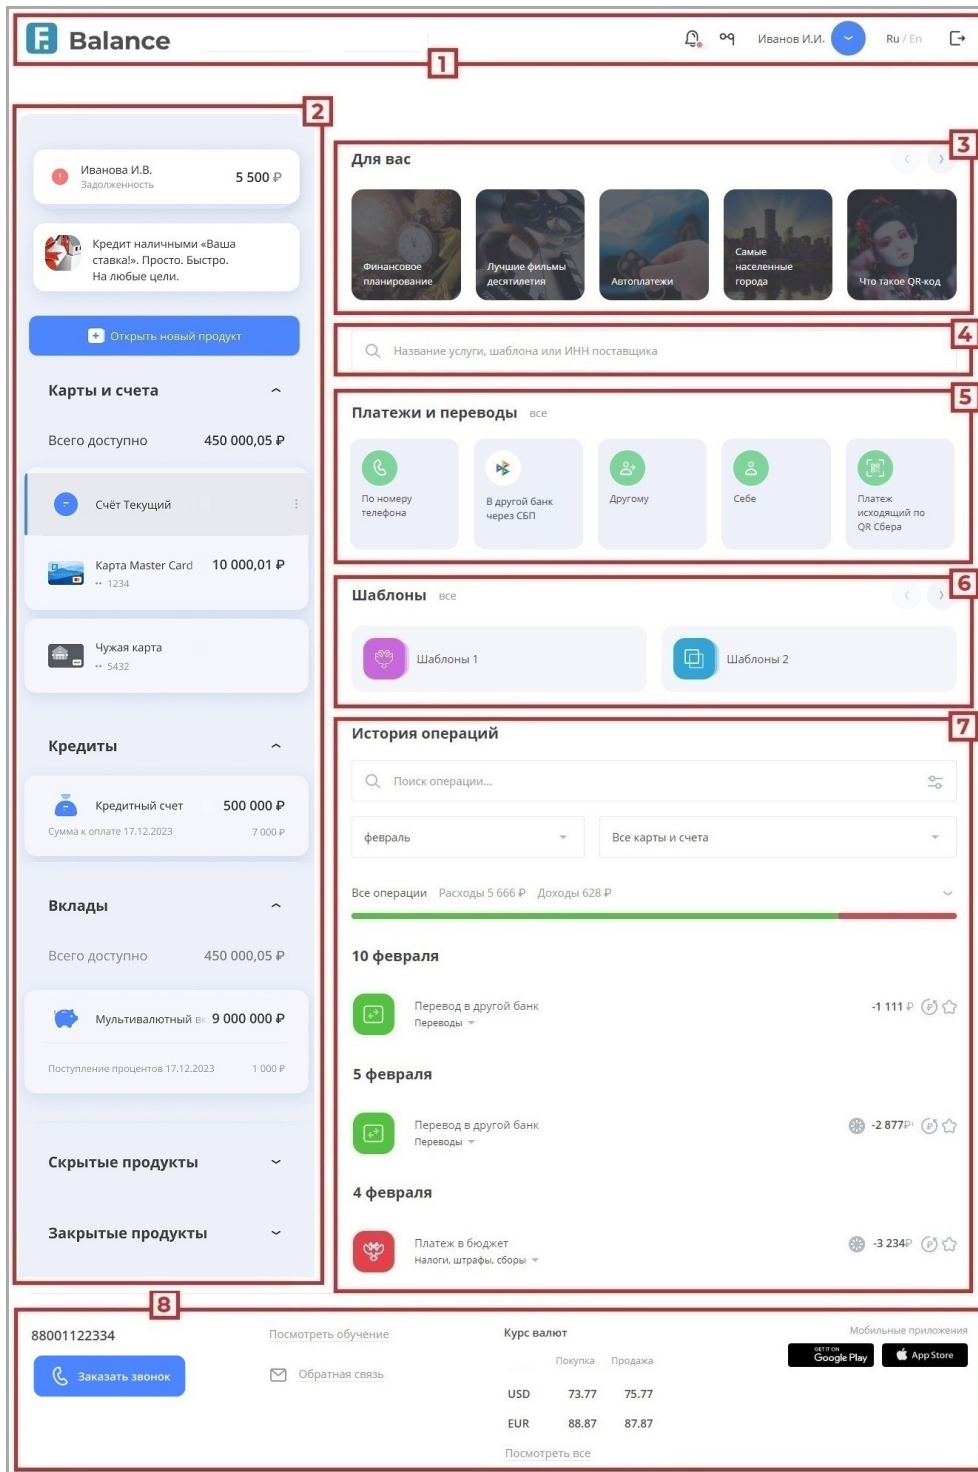 Balance
Иванов И.И.
Ru / En
1
2
Иванова И.В.
Задолженность
5 500 ₽
Кредит наличными «Ваша
ставка!». Просто. Быстро.
На любые цели.
Открыть новый продукт
Карты и счета
Всего доступно 450 000,05 ₽
Счёт Текущий
Карта Master Card 10 000,01 ₽
•• 1234
Чужая карта
•• 5432
Кредиты
Кредитный счет 500 000 ₽
Сумма к оплате 17.12.2023 7 000 ₽
Вклады
Всего доступно 450 000,05 ₽
Мультивалютный 9 000 000 ₽
Поступление процентов 17.12.2023 1 000 ₽
Скрытые продукты
Закрытые продукты
3
Для вас
Финансовое
планирование
Лучшие фильмы
десятилетия
Автоплатежи
Самые
населенные
города
Что такое QR-код
4
Название услуги, шаблона или ИНН поставщика
5
Платежи и переводы все
По номеру
телефона
В другой банк
через СБП
Другому
Себе
Платеж
исходящий по
QR Сбера
6
Шаблоны все
Шаблоны 1
Шаблоны 2
7
История операций
Поиск операции...
февраль
Все карты и счета
Все операции Расходы 5 666 ₽ Доходы 628 ₽
10 февраля
Перевод в другой банк
Переводы
-1 111 ₽
5 февраля
Перевод в другой банк
Переводы
-2 877₽
4 февраля
Платеж в бюджет
Налоги, штрафы, сборы
-3 234₽
8
88001122334
Заказать звонок
Посмотреть обучение
Обратная связь
Курс валют
Покупка Продажа
USD 73.77 75.77
EUR 88.87 87.87
Посмотреть все
Мобильные приложения
GET IT ON
Google Play
App Store